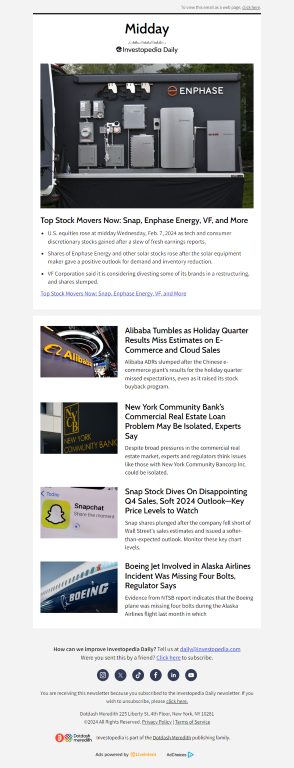 To view this email as a web page, click here.
Midday
Investopedia Daily
ENPHASE
Top Stock Movers Now: Snap, Enphase Energy, VF, and More
U.S. equities rose at midday Wednesday, Feb. 7, 2024 as tech and consumer
discretionary stocks gained after a slew of fresh earnings reports.
Shares of Enphase Energy and other solar stocks rose after the solar equipment
maker gave a positive outlook for demand and inventory reduction.
VF Corporation said it is considering divesting some of its brands in a restructuring,
and shares slumped.
Top Stock Movers Now: Snap, Enphase Energy, VF, and More
Alibaba
Alibaba Tumbles as Holiday Quarter
Results Miss Estimates on E-
Commerce and Cloud Sales
Alibaba ADRs slumped after the Chinese e-
commerce giant's results for the holiday quarter
missed expectations, even as it raised its stock
buyback program.
NYCB
NEW YORK
COMMUNITY BANK
New York Community Bank's
Commercial Real Estate Loan
Problem May Be Isolated, Experts
Say
Despite broad pressures in the commercial real
estate market, experts and regulators think issues
like those with New York Community Bancorp Inc.
could be isolated.
Today
Snapchat
Share the moment
Snap Stock Dives On Disappointing
Q4 Sales, Soft 2024 Outlook—Key
Price Levels to Watch
Snap shares plunged after the company fell short of
Wall Street's sales estimates and issued a softer-
than-expected outlook. Monitor these key chart
levels.
BOEING
Boeing Jet Involved in Alaska Airlines
Incident Was Missing Four Bolts,
Regulator Says
Evidence from NTSB report indicates that the Boeing
plane was missing four bolts during the Alaska
Airlines flight last month in which
How can we improve Investopedia Daily? Tell us at daily@investopedia.com
Were you sent this by a friend? Click here to subscribe.
You are receiving this newsletter because you subscribed to the Investopedia Daily newsletter. If you
wish to unsubscribe, please click here.
Dotdash Meredith 225 Liberty St, 4th Floor, New York, NY 10281
©2024 All Rights Reserved. Privacy Policy | Terms of Service
Dotdash
meredith
Investopedia is part of the Dotdash Meredith publishing family.
Ads powered by LiveIntent
AdChoices